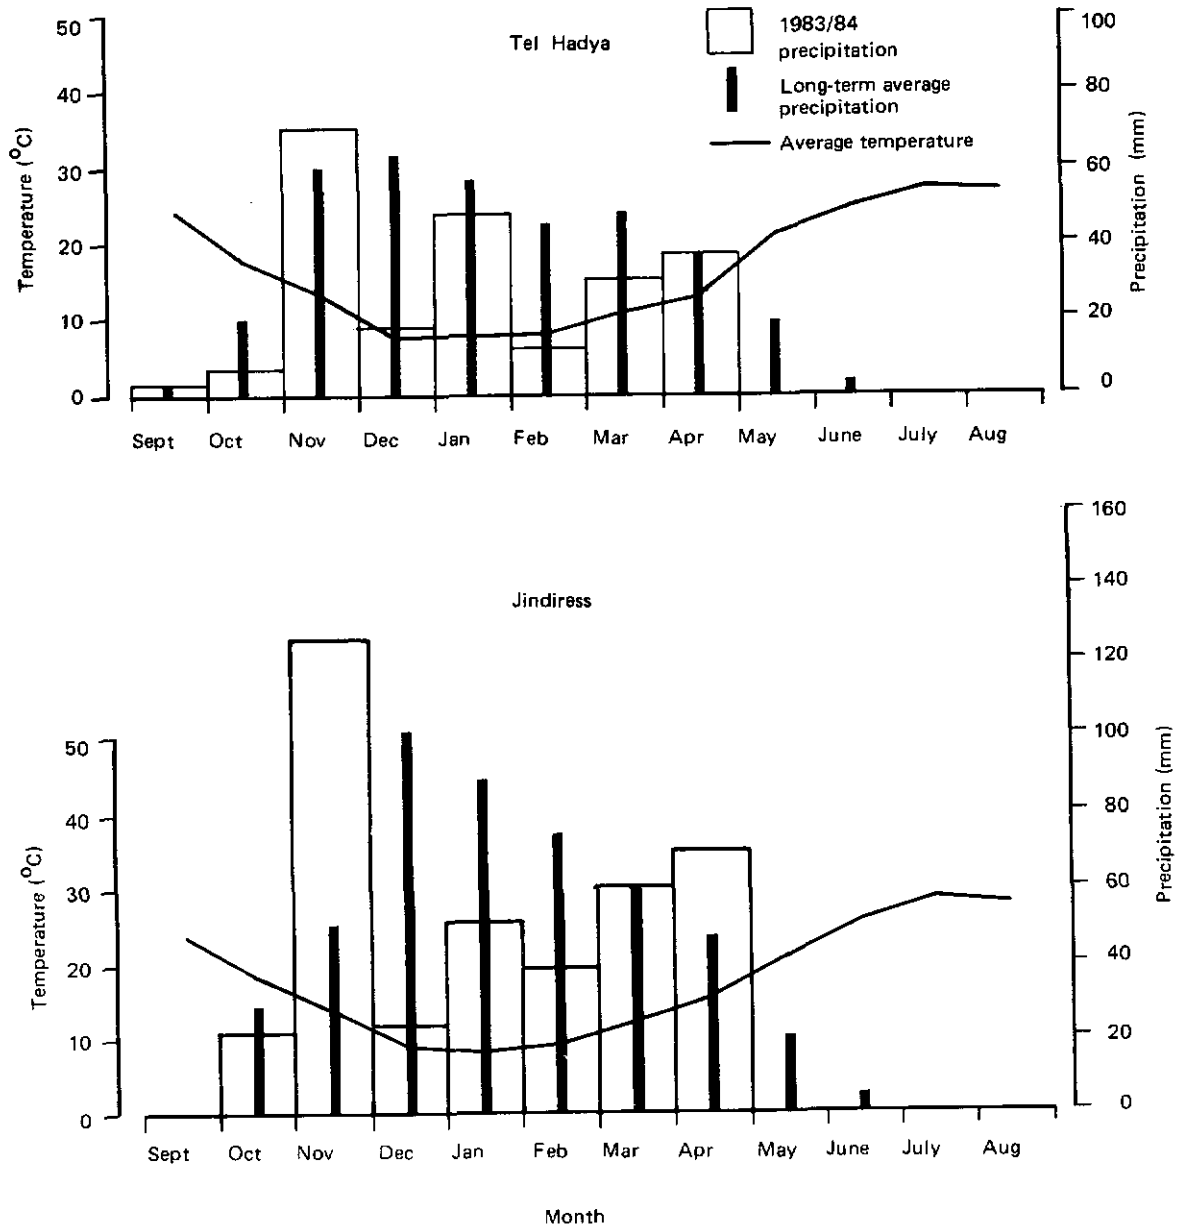 Tel Hadya
1983/84
precipitation
Long-term average
precipitation
Average temperature
Temperature (°C)
50
40
30
20
10
0
Precipitation (mm)
100
80
60
40
20
0
Sept Oct Nov Dec Jan Feb Mar Apr May June July Aug
Jindiress
Temperature (°C)
50
40
30
20
10
0
Precipitation (mm)
160
140
120
100
80
60
40
20
0
Sept Oct Nov Dec Jan Feb Mar Apr May June July Aug
Month